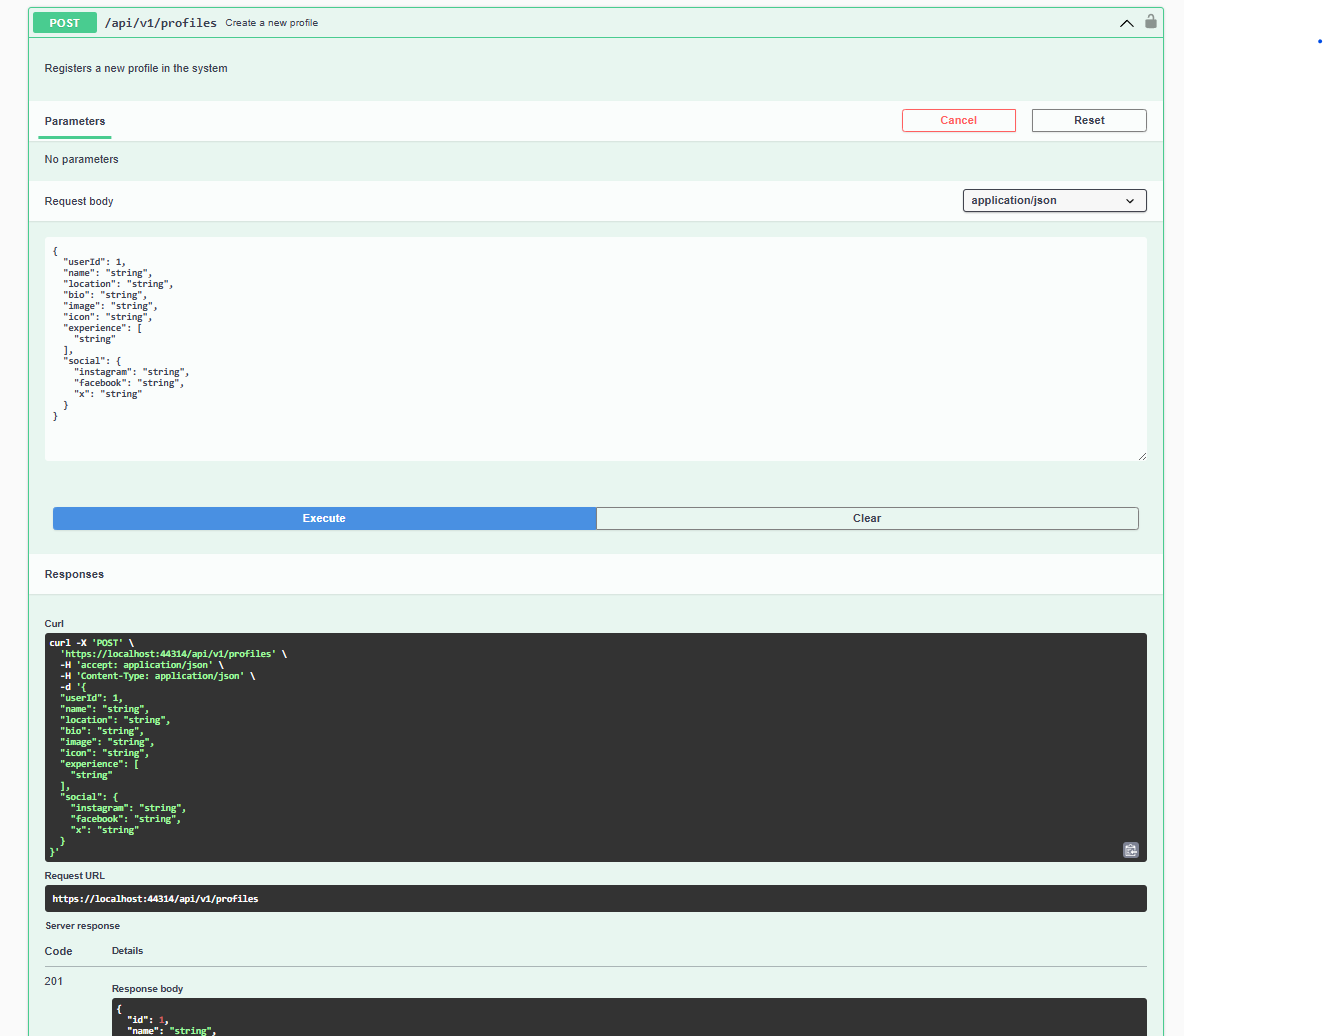 POST /api/v1/profiles Create a new profile
Registers a new profile in the system
Parameters
Cancel
Reset
No parameters
Request body
application/json
{
  "userId": 1,
  "name": "string",
  "location": "string",
  "bio": "string",
  "image": "string",
  "icon": "string",
  "experience": [
    "string"
  ],
  "social": {
    "instagram": "string",
    "facebook": "string",
    "x": "string"
  }
}
Execute
Clear
Responses
Curl
curl -X 'POST' \
  'https://localhost:44314/api/v1/profiles' \
  -H 'accept: application/json' \
  -H 'Content-Type: application/json' \
  -d '{
  "userId": 1,
  "name": "string",
  "location": "string",
  "bio": "string",
  "image": "string",
  "icon": "string",
  "experience": [
    "string"
  ],
  "social": {
    "instagram": "string",
    "facebook": "string",
    "x": "string"
  }
}'
Request URL
https://localhost:44314/api/v1/profiles
Server response
Code Details
201
Response body
{
  "id": 1,
  "name": "string",